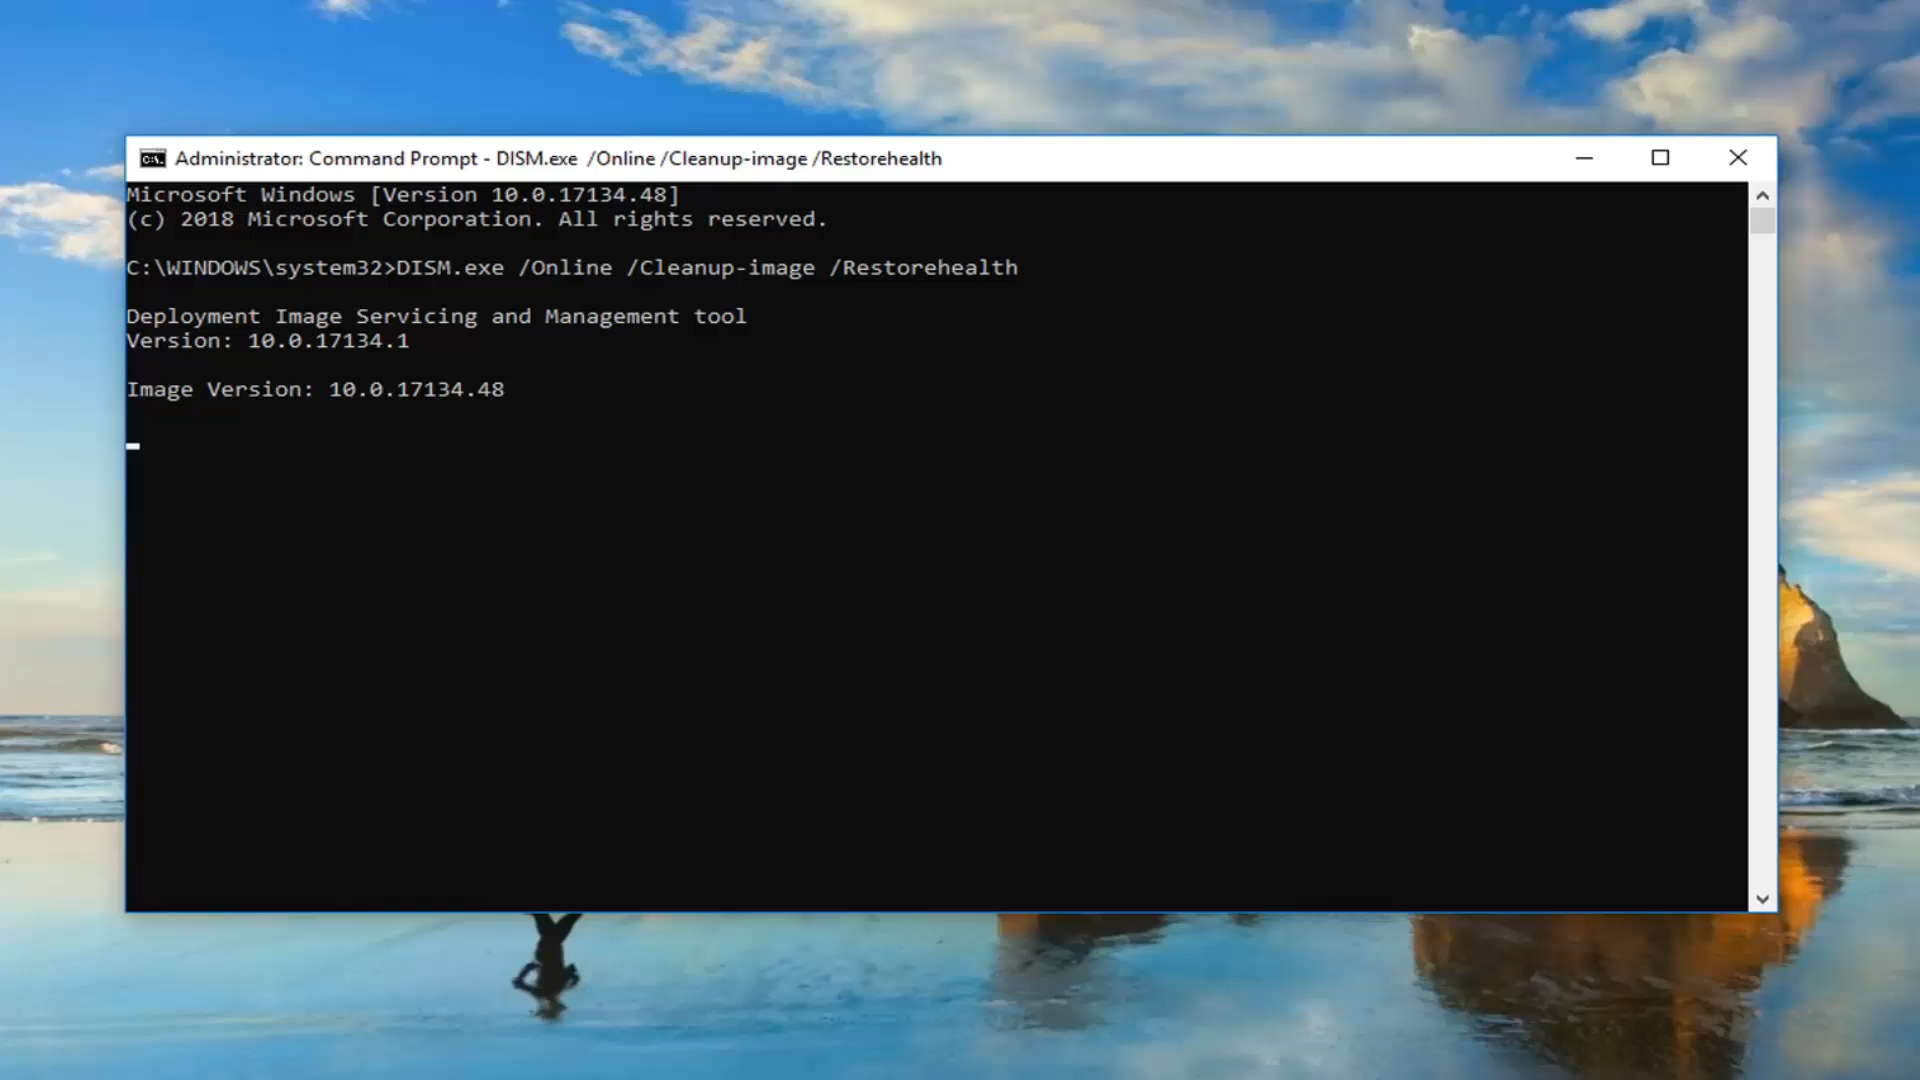 Administrator: Command Prompt - DISM.exe  /Online /Cleanup-image /Restorehealth
Microsoft Windows [Version 10.0.17134.48]
(c) 2018 Microsoft Corporation. All rights reserved.
C:\WINDOWS\system32>DISM.exe /Online /Cleanup-image /Restorehealth
Deployment Image Servicing and Management tool
Version: 10.0.17134.1
Image Version: 10.0.17134.48